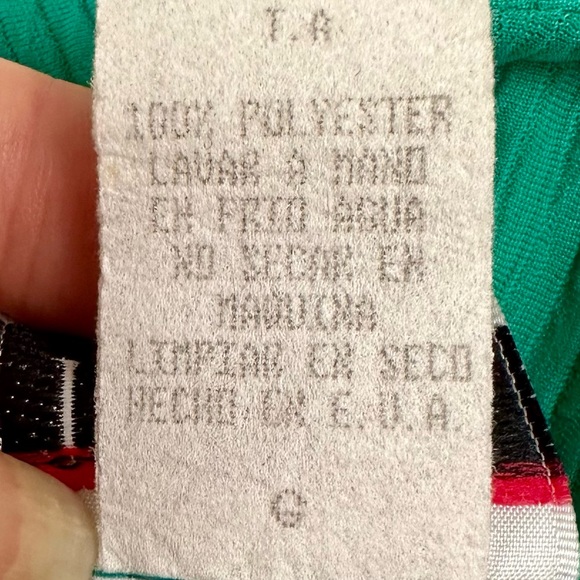 T.A
100% POLYESTER
LAVAR A MANO
EN FRIO AGUA
NO SECAR EN
MAQUINA
LIMPIAR EN SECO
HECHO EN E.U.A.